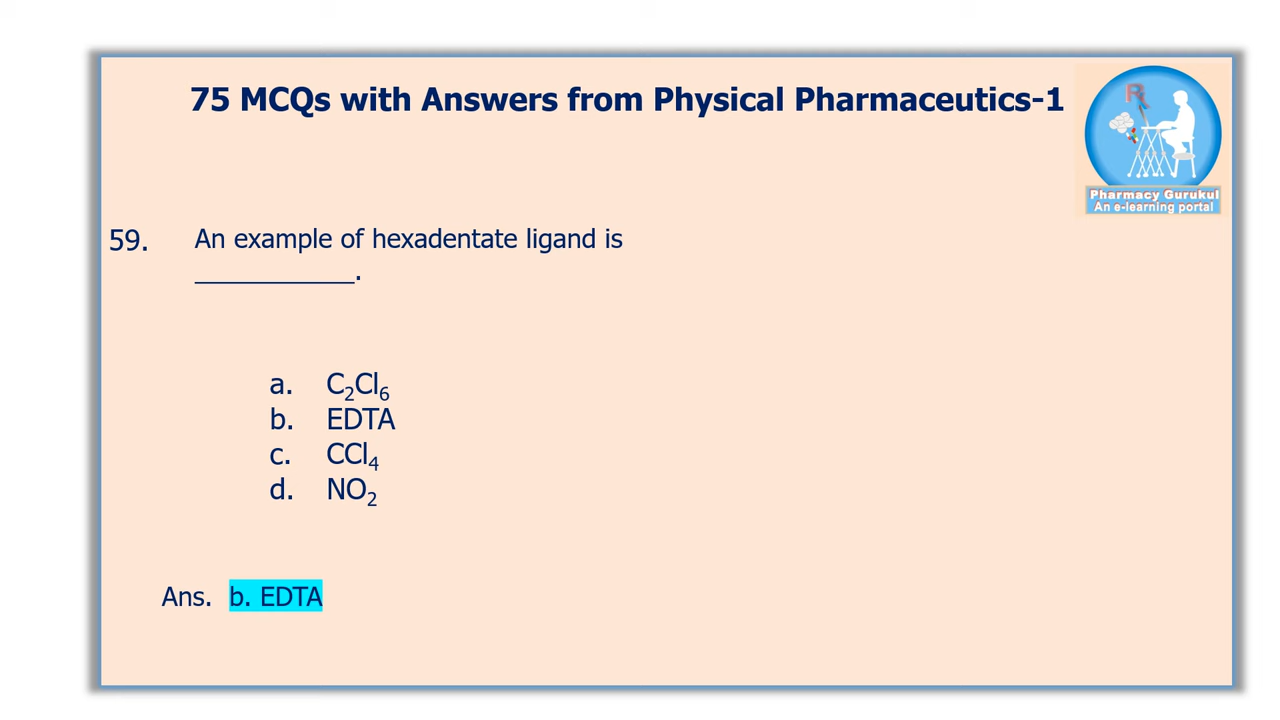 75 MCQs with Answers from Physical Pharmaceutics-1
Rx
Pharmacy Gurukul
An e-learning portal
59. An example of hexadentate ligand is
____________.
a. C₂Cl₆
b. EDTA
c. CCl₄
d. NO₂
Ans. b. EDTA